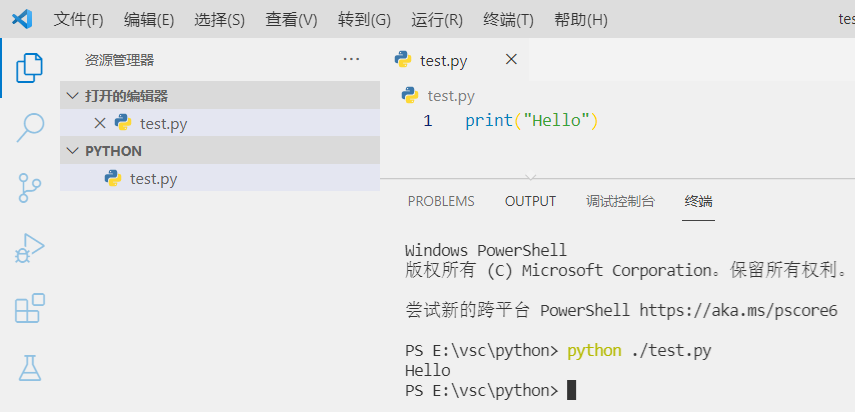 文件(F) 编辑(E) 选择(S) 查看(V) 转到(G) 运行(R) 终端(T) 帮助(H) tes
资源管理器 ···
打开的编辑器
test.py
PYTHON
test.py
test.py
test.py
1 print("Hello")
PROBLEMS OUTPUT 调试控制台 终端
Windows PowerShell
版权所有 (C) Microsoft Corporation。保留所有权利。
尝试新的跨平台 PowerShell https://aka.ms/pscore6
PS E:\vsc\python> python ./test.py
Hello
PS E:\vsc\python>